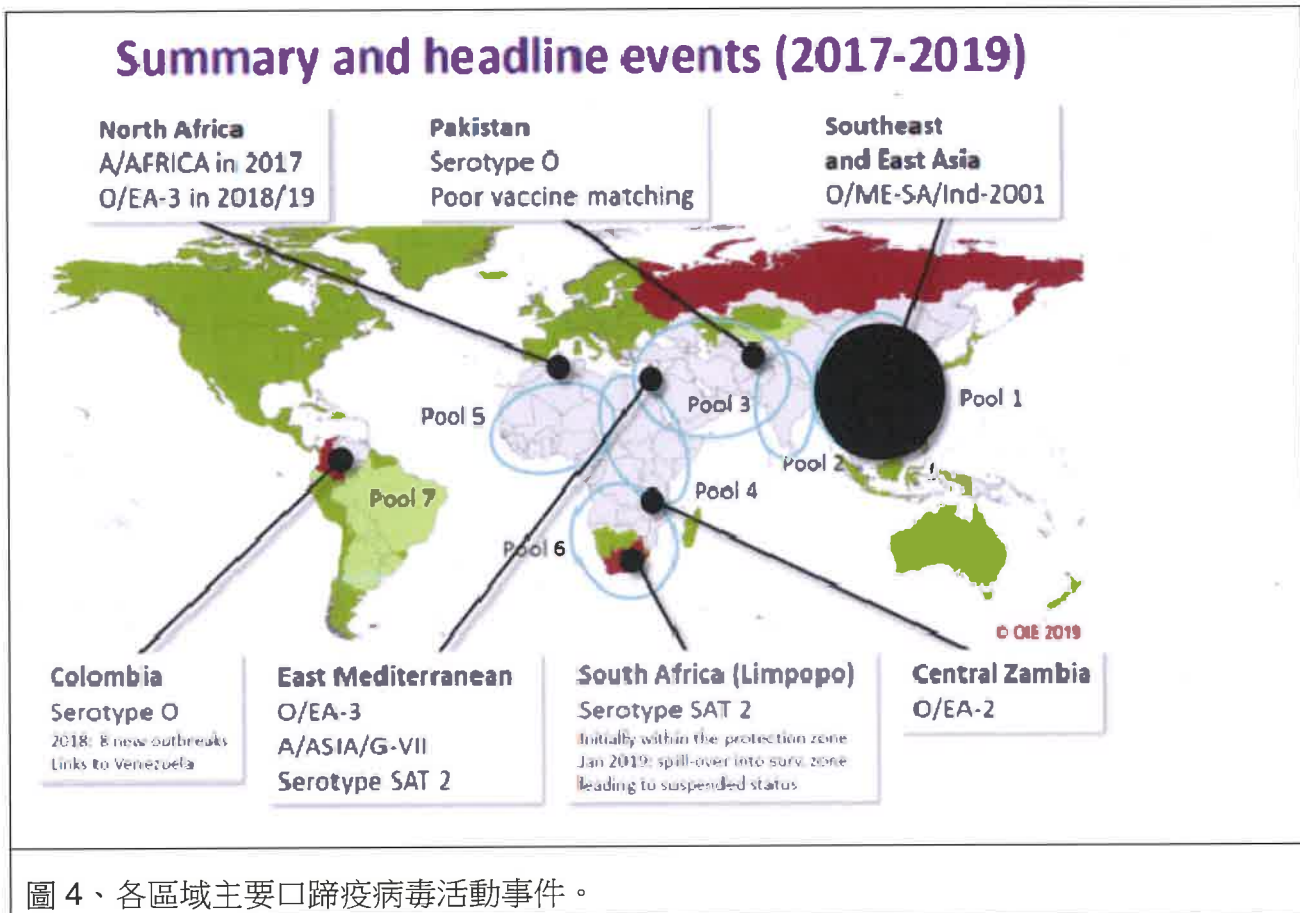 Summary and headline events (2017-2019)
North Africa
A/AFRICA in 2017
O/EA-3 in 2018/19
Pakistan
Serotype O
Poor vaccine matching
Southeast
and East Asia
O/ME-SA/Ind-2001
Pool 5
Pool 3
Pool 1
Pool 2
Pool 4
Pool 7
Pool 6
© OIE 2019
Colombia
Serotype O
2018: 8 new outbreaks
Links to Venezuela
East Mediterranean
O/EA-3
A/ASIA/G-VII
Serotype SAT 2
South Africa (Limpopo)
Serotype SAT 2
Initially within the protection zone
Jan 2019: spill-over into surv. zone
leading to suspended status
Central Zambia
O/EA-2
圖 4、各區域主要口蹄疫病毒活動事件。